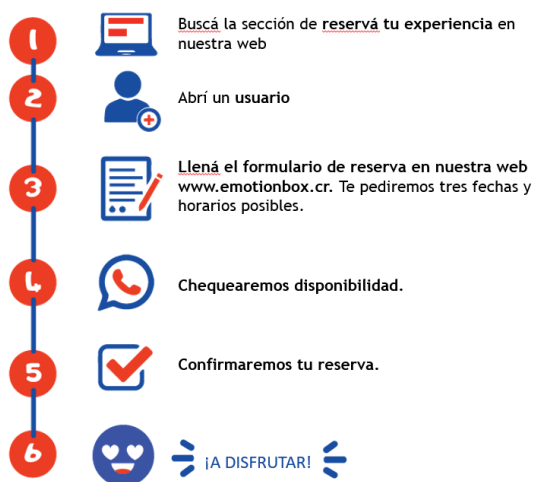 1
Buscá la sección de reservá tu experiencia en
nuestra web
2
Abrí un usuario
3
Llená el formulario de reserva en nuestra web
www.emotionbox.cr. Te pediremos tres fechas y
horarios posibles.
4
Chequearemos disponibilidad.
5
Confirmaremos tu reserva.
6
¡A DISFRUTAR!